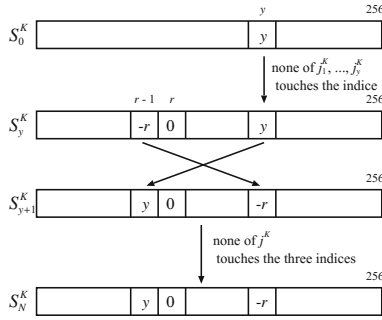 y 256
S_0^K y
none of j_1^K, ..., j_y^K
touches the indice
r - 1 r 256
S_y^K -r 0 y
256
S_{y+1}^K y 0 -r
none of j^K
touches the three indices
256
S_N^K y 0 -r